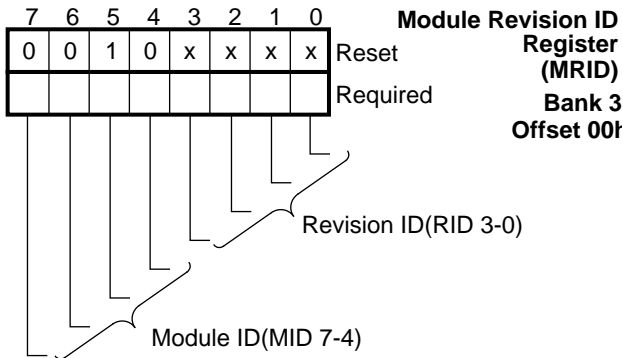 7 6 5 4 3 2 1 0
Module Revision ID
Register
(MRID)
0 0 1 0 x x x x Reset
Required
Bank 3
Offset 00h
Revision ID(RID 3-0)
Module ID(MID 7-4)